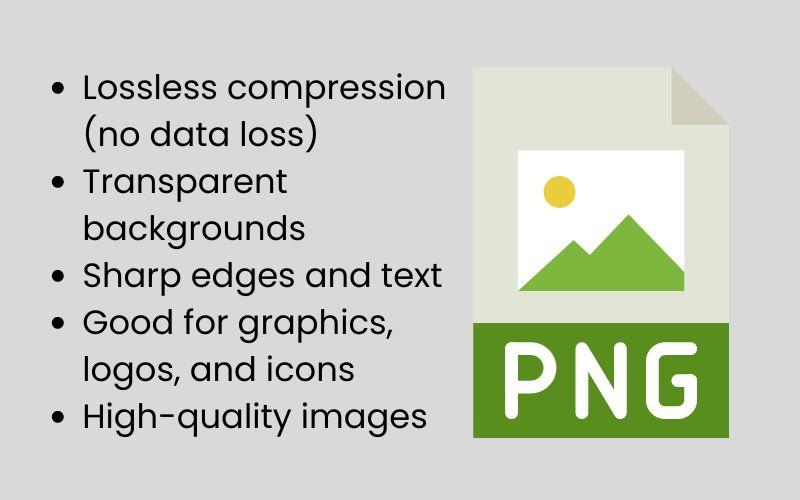 • Lossless compression
(no data loss)
• Transparent
backgrounds
• Sharp edges and text
• Good for graphics,
logos, and icons
• High-quality images
PNG